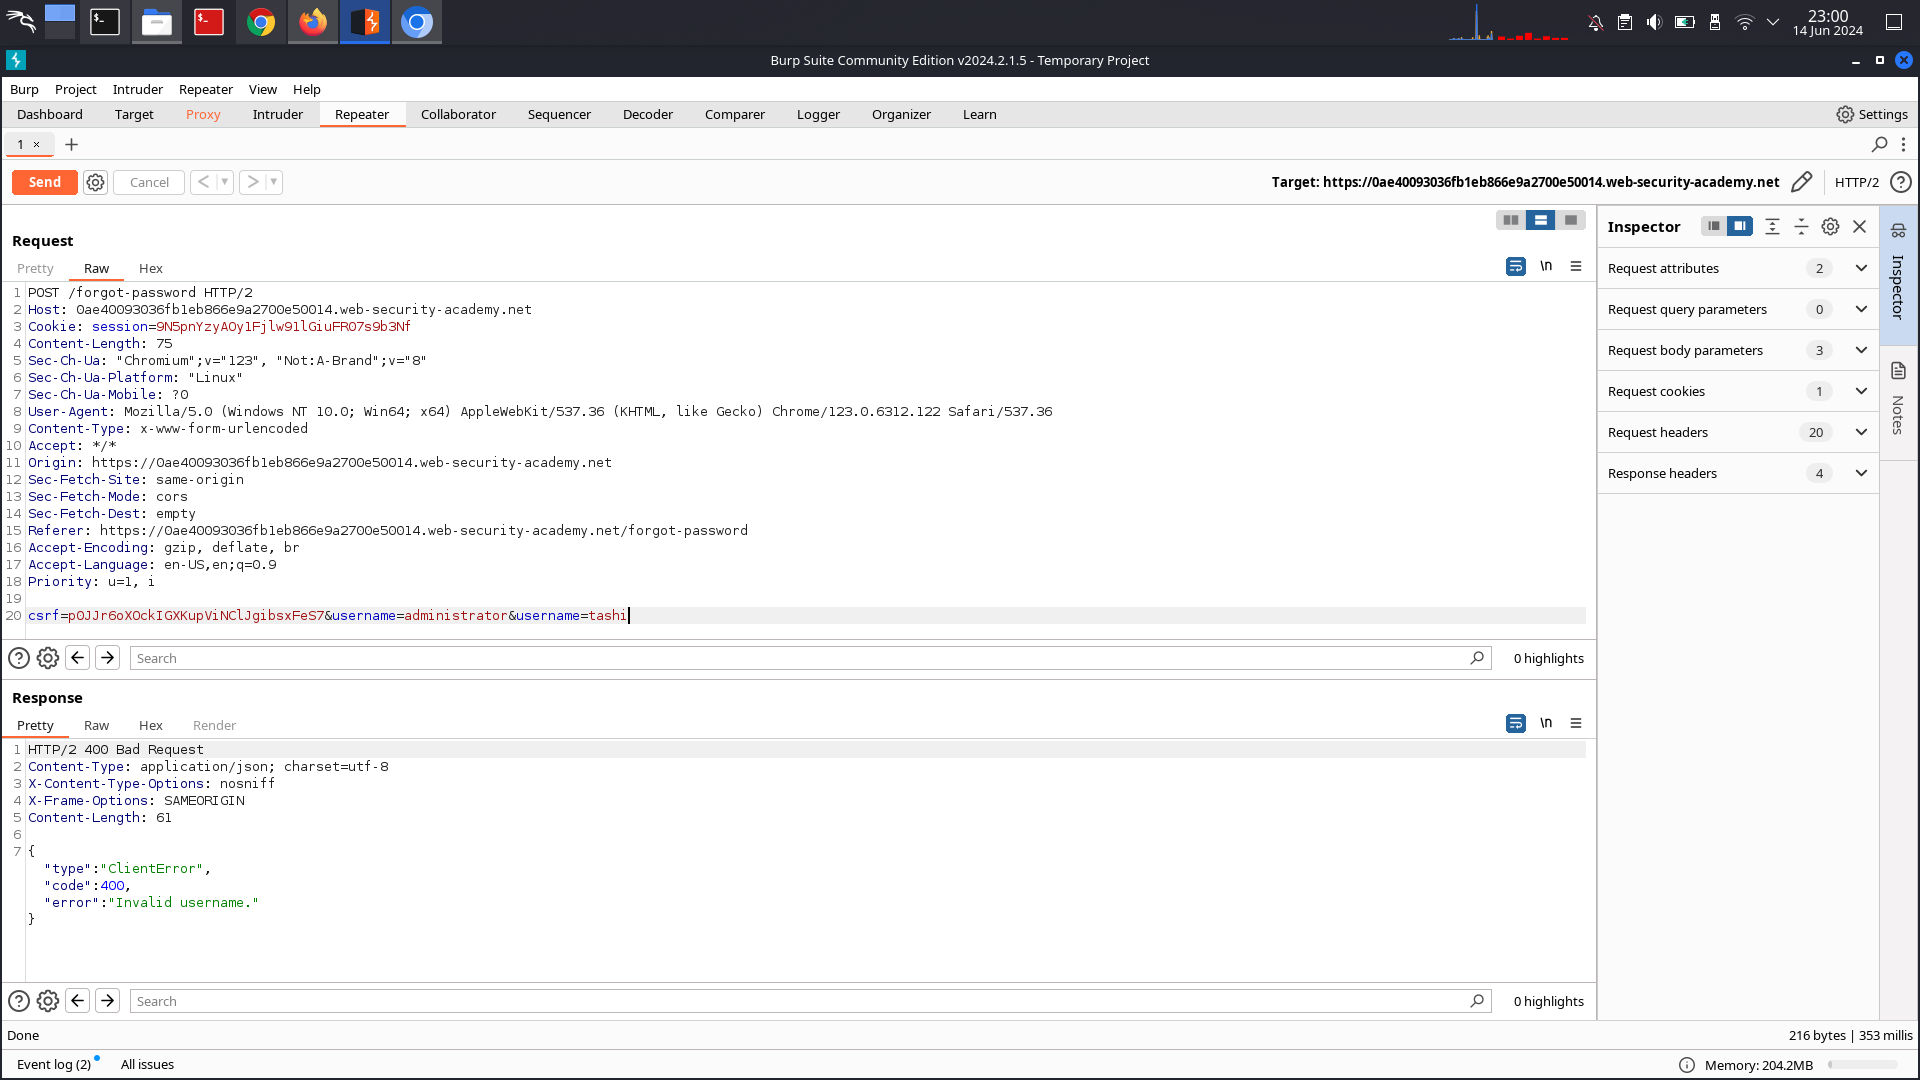 23:00
14 Jun 2024
Burp Suite Community Edition v2024.2.1.5 - Temporary Project
Burp Project Intruder Repeater View Help
Dashboard Target Proxy Intruder Repeater Collaborator Sequencer Decoder Comparer Logger Organizer Learn Settings
1 ×
Send Cancel Target: https://0ae40093036fb1eb866e9a2700e50014.web-security-academy.net HTTP/2
Request
Pretty Raw Hex
1 POST /forgot-password HTTP/2
2 Host: 0ae40093036fb1eb866e9a2700e50014.web-security-academy.net
3 Cookie: session=9N5pnYzyAOy1Fjlw91lGiuFR07s9b3Nf
4 Content-Length: 75
5 Sec-Ch-Ua: "Chromium";v="123", "Not:A-Brand";v="8"
6 Sec-Ch-Ua-Platform: "Linux"
7 Sec-Ch-Ua-Mobile: ?0
8 User-Agent: Mozilla/5.0 (Windows NT 10.0; Win64; x64) AppleWebKit/537.36 (KHTML, like Gecko) Chrome/123.0.6312.122 Safari/537.36
9 Content-Type: x-www-form-urlencoded
10 Accept: */*
11 Origin: https://0ae40093036fb1eb866e9a2700e50014.web-security-academy.net
12 Sec-Fetch-Site: same-origin
13 Sec-Fetch-Mode: cors
14 Sec-Fetch-Dest: empty
15 Referer: https://0ae40093036fb1eb866e9a2700e50014.web-security-academy.net/forgot-password
16 Accept-Encoding: gzip, deflate, br
17 Accept-Language: en-US,en;q=0.9
18 Priority: u=1, i
19
20 csrf=p0JJr6oXOckIGXKupViNClJgibsxFeS7&username=administrator&username=tashi
Search 0 highlights
Response
Pretty Raw Hex Render
1 HTTP/2 400 Bad Request
2 Content-Type: application/json; charset=utf-8
3 X-Content-Type-Options: nosniff
4 X-Frame-Options: SAMEORIGIN
5 Content-Length: 61
6
7 {
"type":"ClientError",
"code":400,
"error":"Invalid username."
}
Search 0 highlights
Inspector
Request attributes 2
Request query parameters 0
Request body parameters 3
Request cookies 1
Request headers 20
Response headers 4
Inspector
Notes
Done 216 bytes | 353 millis
Event log (2) All issues Memory: 204.2MB